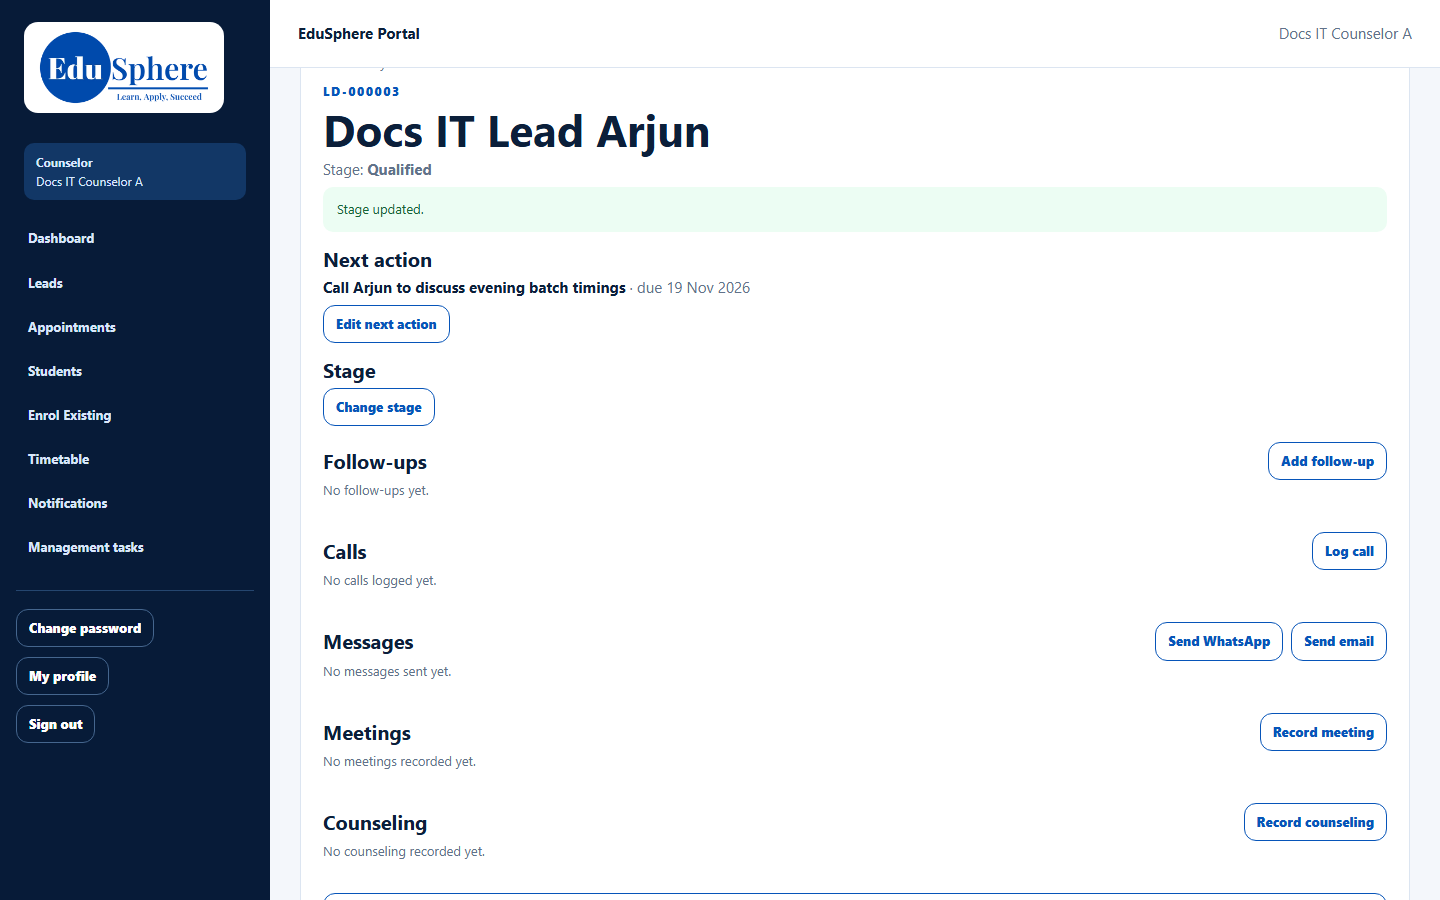 EduSphere
Learn. Apply, Succeed
Counselor
Docs IT Counselor A
Dashboard
Leads
Appointments
Students
Enrol Existing
Timetable
Notifications
Management tasks
Change password
My profile
Sign out
EduSphere Portal
Docs IT Counselor A
LD-000003
Docs IT Lead Arjun
Stage: Qualified
Stage updated.
Next action
Call Arjun to discuss evening batch timings · due 19 Nov 2026
Edit next action
Stage
Change stage
Follow-ups
Add follow-up
No follow-ups yet.
Calls
Log call
No calls logged yet.
Messages
Send WhatsApp
Send email
No messages sent yet.
Meetings
Record meeting
No meetings recorded yet.
Counseling
Record counseling
No counseling recorded yet.